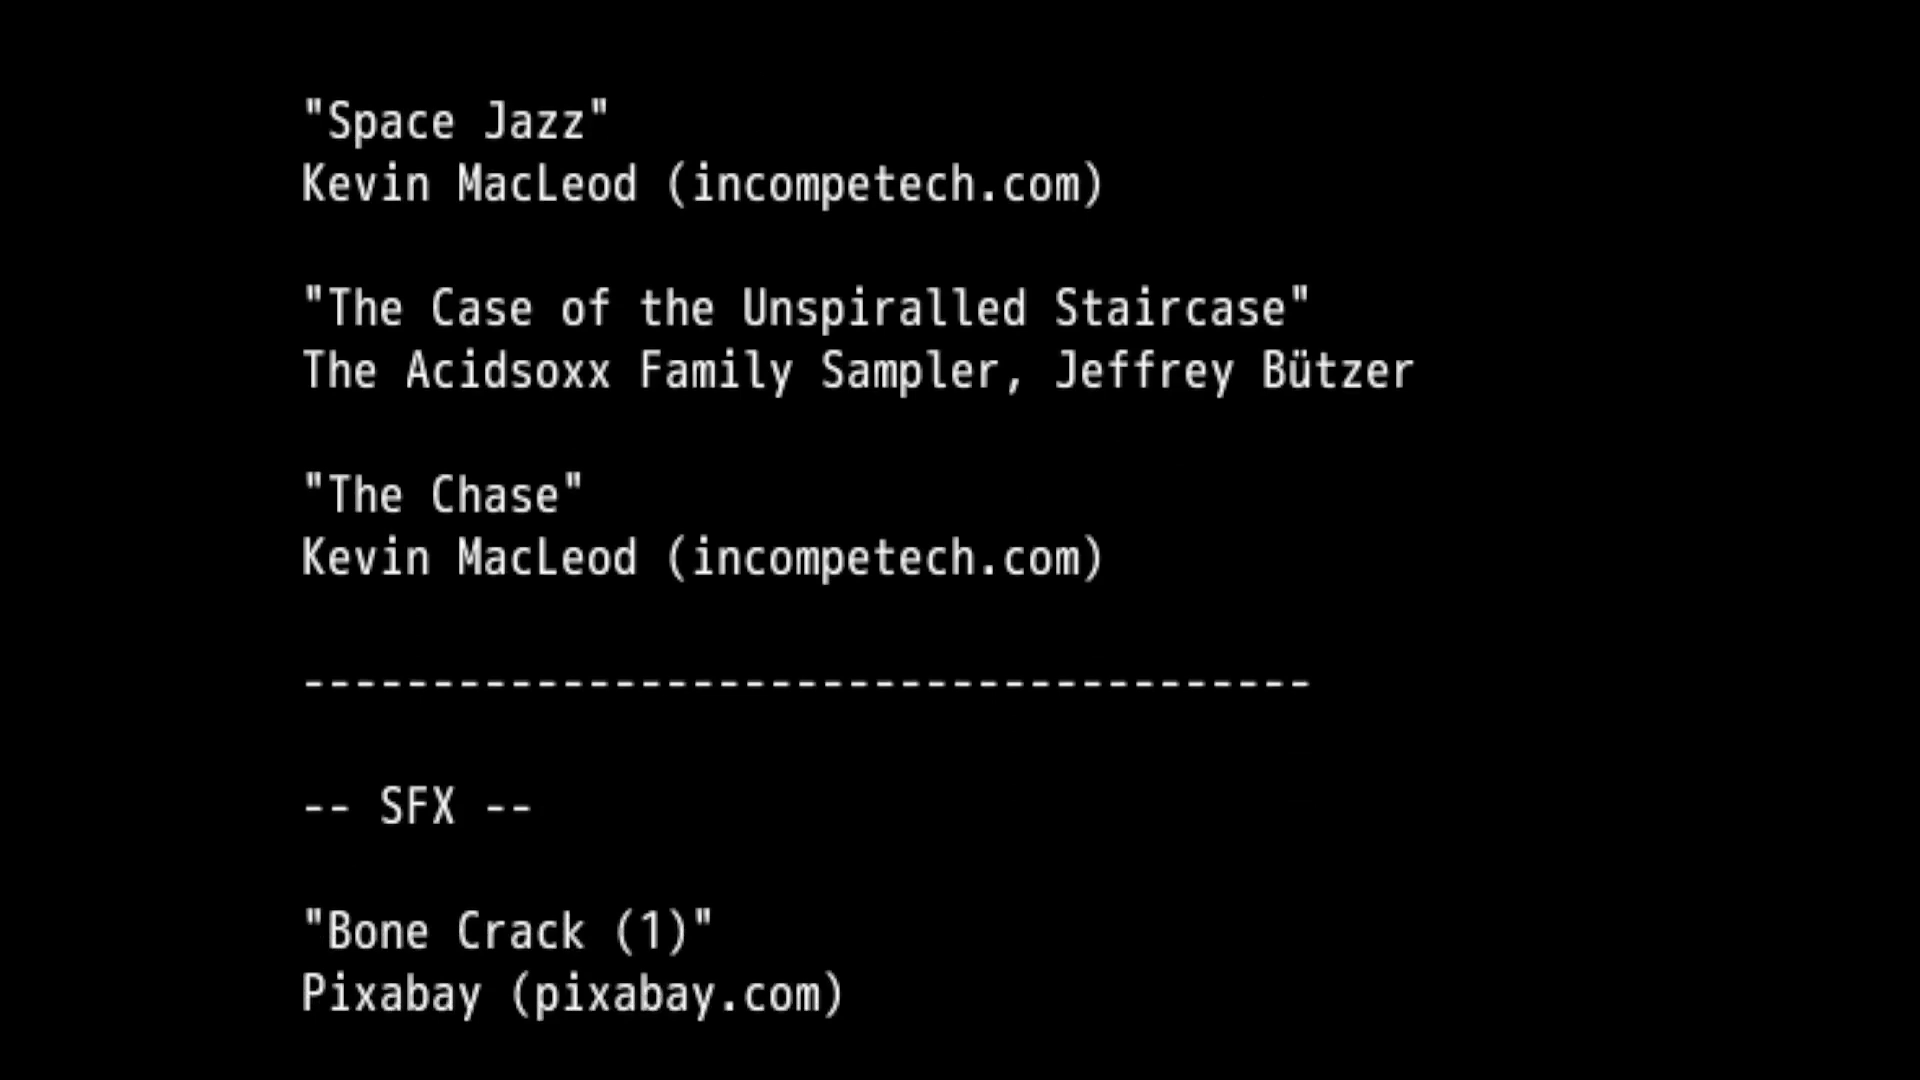 "Space Jazz"
Kevin MacLeod (incompetech.com)
"The Case of the Unspiralled Staircase"
The Acidsoxx Family Sampler, Jeffrey Bützer
"The Chase"
Kevin MacLeod (incompetech.com)
---------------------------------------
-- SFX --
"Bone Crack (1)"
Pixabay (pixabay.com)